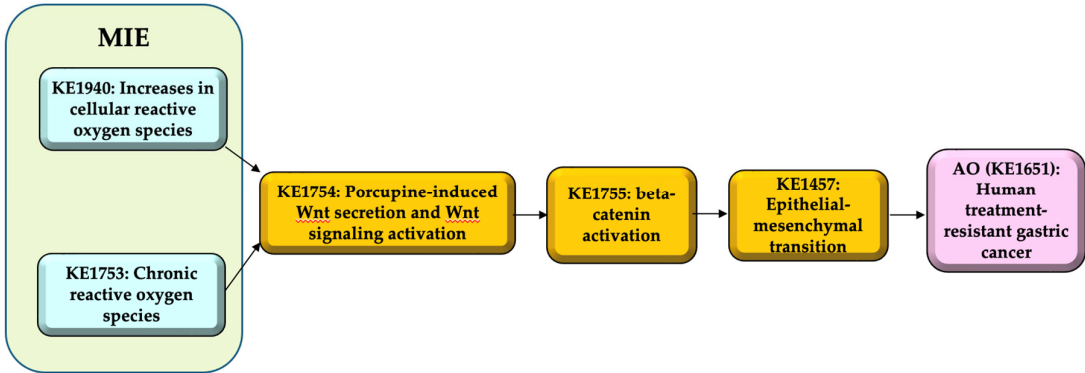 MIE
KE1940: Increases in
cellular reactive
oxygen species
KE1753: Chronic
reactive oxygen
species
KE1754: Porcupine-induced
Wnt secretion and Wnt
signaling activation
KE1755: beta-
catenin
activation
KE1457:
Epithelial-
mesenchymal
transition
AO (KE1651):
Human
treatment-
resistant gastric
cancer